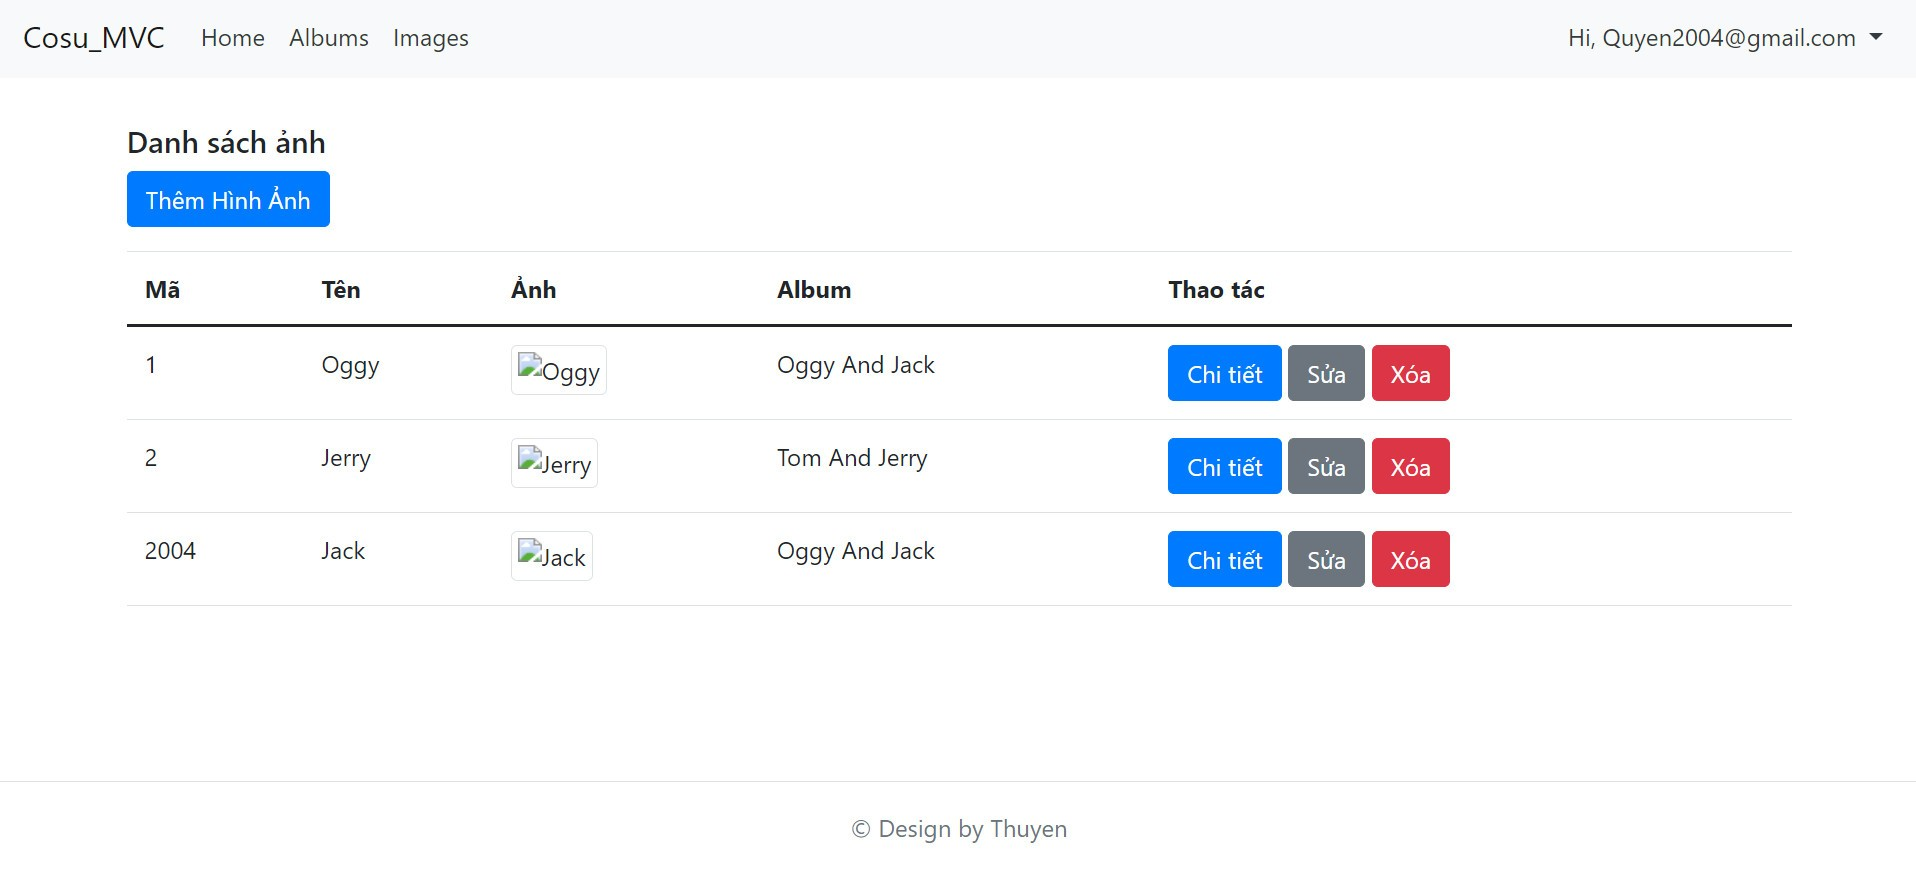 Cosu_MVC Home Albums Images Hi, Quyen2004@gmail.com
Danh sách ảnh
Thêm Hình Ảnh
Mã Tên Ảnh Album Thao tác
1 Oggy Oggy Oggy And Jack Chi tiết Sửa Xóa
2 Jerry Jerry Tom And Jerry Chi tiết Sửa Xóa
2004 Jack Jack Oggy And Jack Chi tiết Sửa Xóa
© Design by Thuyen